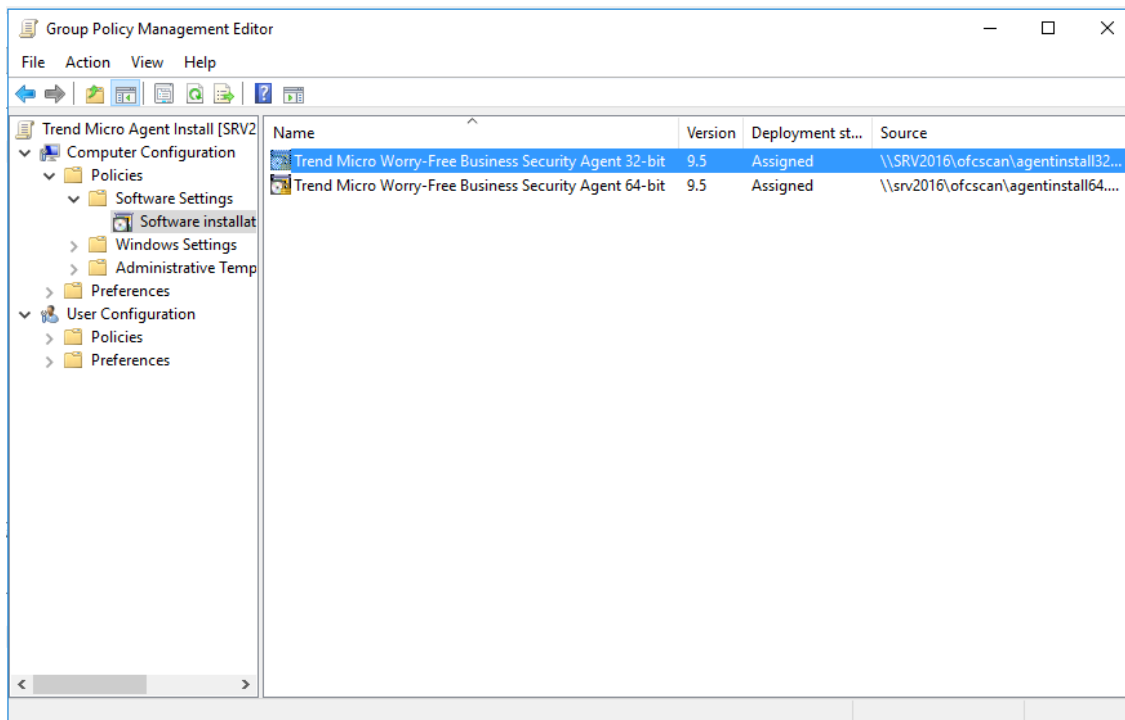 Group Policy Management Editor
File Action View Help
Trend Micro Agent Install [SRV2
Computer Configuration
Policies
Software Settings
Software installat
Windows Settings
Administrative Temp
Preferences
User Configuration
Policies
Preferences
Name Version Deployment st... Source
Trend Micro Worry-Free Business Security Agent 32-bit 9.5 Assigned \\SRV2016\ofcscan\agentinstall32...
Trend Micro Worry-Free Business Security Agent 64-bit 9.5 Assigned \\srv2016\ofcscan\agentinstall64....